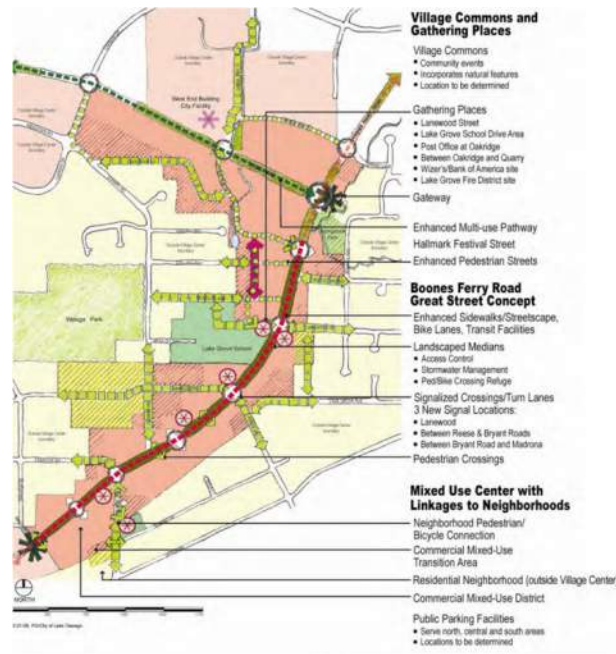 Village Commons and
Gathering Places
Village Commons
• Community events
• Incorporates natural features
• Location to be determined
Gathering Places
• Lanewood Street
• Lake Grove School Drive Area
• Post Office at Oakridge
• Between Oakridge and Quarry
• Wizer's/Bank of America site
• Lake Grove Fire District site
Gateway
Enhanced Multi-use Pathway
Hallmark Festival Street
Enhanced Pedestrian Streets
Boones Ferry Road
Great Street Concept
Enhanced Sidewalks/Streetscape,
Bike Lanes, Transit Facilities
Landscaped Medians
• Access Control
• Stormwater Management
• Ped/Bike Crossing Refuge
Signalized Crossings/Turn Lanes
3 New Signal Locations:
• Lanewood
• Between Reese & Bryant Roads
• Between Bryant Road and Madrona
Pedestrian Crossings
Mixed Use Center with
Linkages to Neighborhoods
Neighborhood Pedestrian/
Bicycle Connection
Commercial Mixed-Use
Transition Area
Residential Neighborhood (outside Village Center)
Commercial Mixed-Use District
Public Parking Facilities
• Serve north, central and south areas
• Locations to be determined
West End Building
City Facility
Waluga Park
Lake Grove School
NORTH